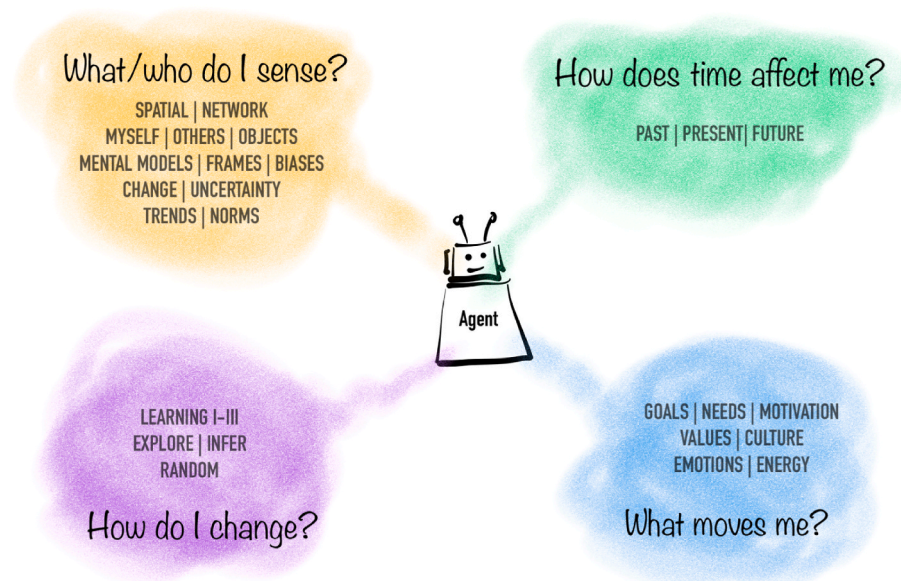 What/who do I sense?
SPATIAL | NETWORK
MYSELF | OTHERS | OBJECTS
MENTAL MODELS | FRAMES | BIASES
CHANGE | UNCERTAINTY
TRENDS | NORMS
How does time affect me?
PAST | PRESENT| FUTURE
Agent
LEARNING I-III
EXPLORE | INFER
RANDOM
How do I change?
GOALS | NEEDS | MOTIVATION
VALUES | CULTURE
EMOTIONS | ENERGY
What moves me?